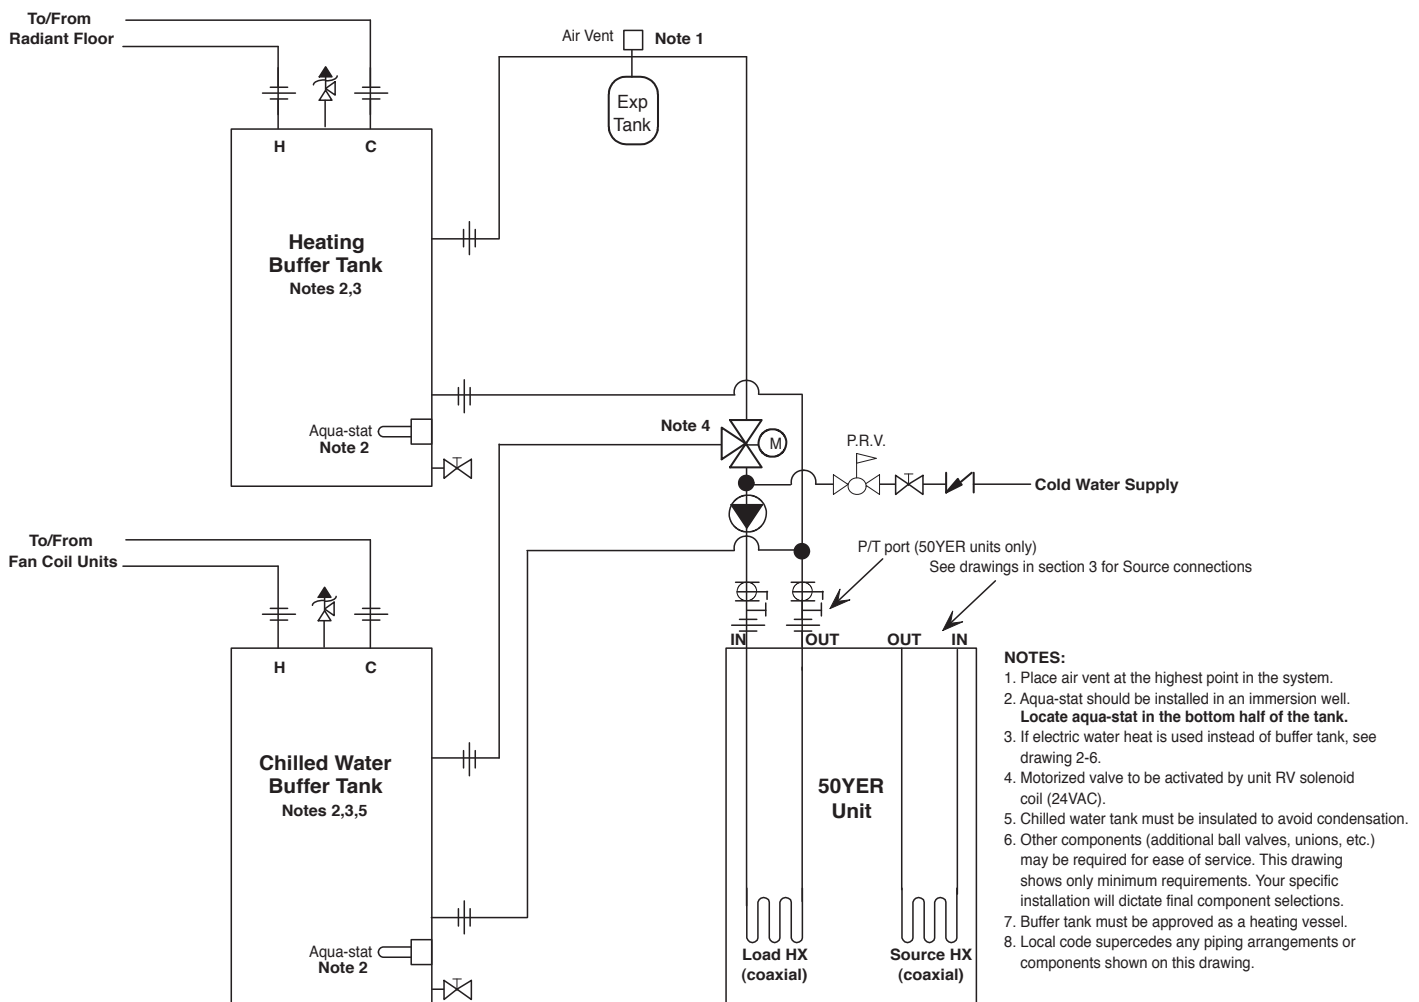 To/From
Radiant Floor
Air Vent
Note 1
Exp
Tank
H
C
Heating
Buffer Tank
Notes 2,3
Aqua-stat
Note 2
Note 4
M
P.R.V.
Cold Water Supply
To/From
Fan Coil Units
P/T port (50YER units only)
See drawings in section 3 for Source connections
IN
OUT
OUT
IN
H
C
Chilled Water
Buffer Tank
Notes 2,3,5
Aqua-stat
Note 2
50YER
Unit
Load HX
(coaxial)
Source HX
(coaxial)
NOTES:
1. Place air vent at the highest point in the system.
2. Aqua-stat should be installed in an immersion well.
Locate aqua-stat in the bottom half of the tank.
3. If electric water heat is used instead of buffer tank, see
drawing 2-6.
4. Motorized valve to be activated by unit RV solenoid
coil (24VAC).
5. Chilled water tank must be insulated to avoid condensation.
6. Other components (additional ball valves, unions, etc.)
may be required for ease of service. This drawing
shows only minimum requirements. Your specific
installation will dictate final component selections.
7. Buffer tank must be approved as a heating vessel.
8. Local code supercedes any piping arrangements or
components shown on this drawing.